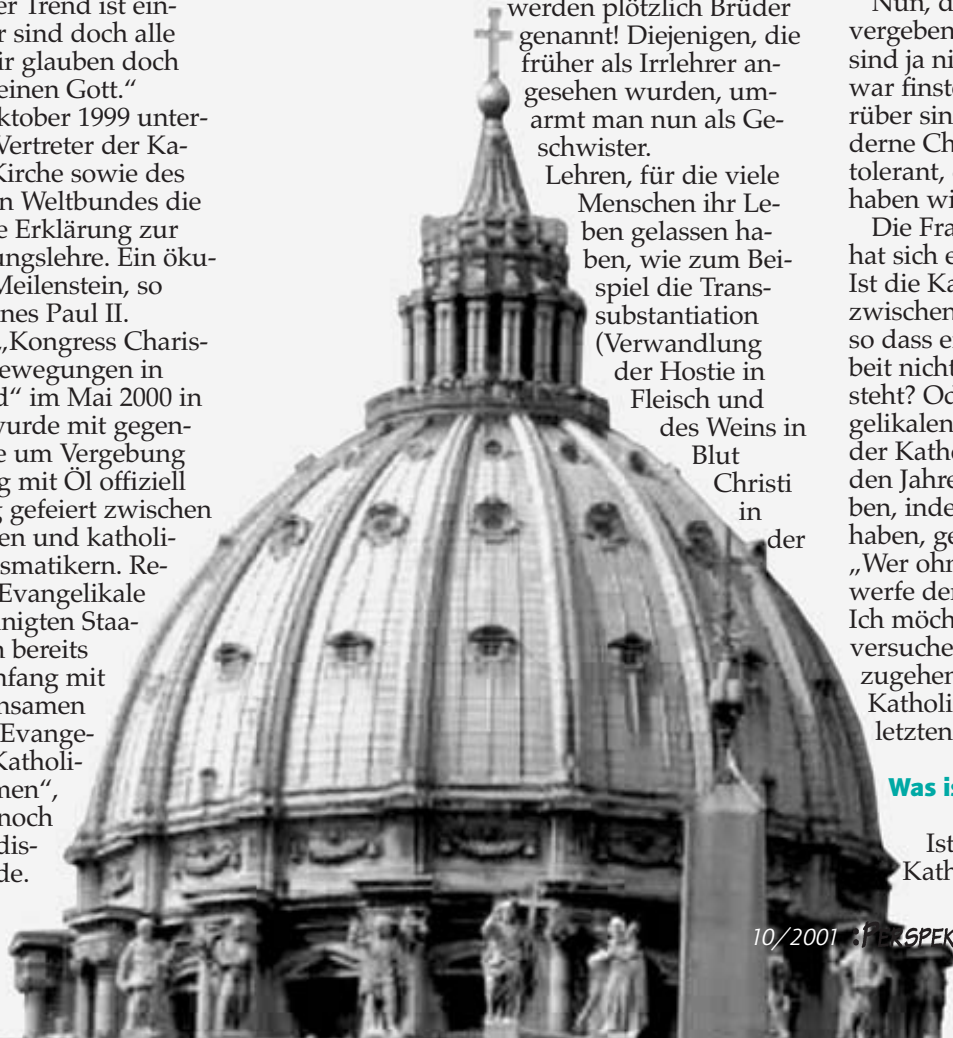 er Trend ist ein-
r sind doch alle
ir glauben doch
einen Gott.“
ktober 1999 unter-
Vertreter der Ka-
Kirche sowie des
n Weltbundes die
e Erklärung zur
ungslehre. Ein öku-
Meilenstein, so
nes Paul II.
„Kongress Charis-
ewegungen in
d“ im Mai 2000 in
wurde mit gegen-
e um Vergebung
g mit Öl offiziell
g gefeiert zwischen
en und katholi-
smatikern. Re-
Evangelikale
nigten Staa-
n bereits
nfang mit
nsamen
Evange-
Katholi-
men“,
noch
dis-
de.
werden plötzlich Brüder
genannt! Diejenigen, die
früher als Irrlehrer an-
gesehen wurden, um-
armt man nun als Ge-
schwister.
Lehren, für die viele
Menschen ihr Le-
ben gelassen ha-
ben, wie zum Bei-
spiel die Trans-
substantiation
(Verwandlung
der Hostie in
Fleisch und
des Weins in
Blut
Christi
in
der
Nun, d
vergeben
sind ja ni
war finste
rüber sin
derne Ch
tolerant,
haben wi
Die Fra
hat sich e
Ist die Ka
zwischen
so dass e
beit nicht
steht? Od
gelikalen
der Kathe
den Jahre
ben, inde
haben, ge
„Wer ohn
werfe der
Ich möch
versuche
zugehen
Katholi
letzten
Was is
Ist
Kath
10/2001 :PERSPEK